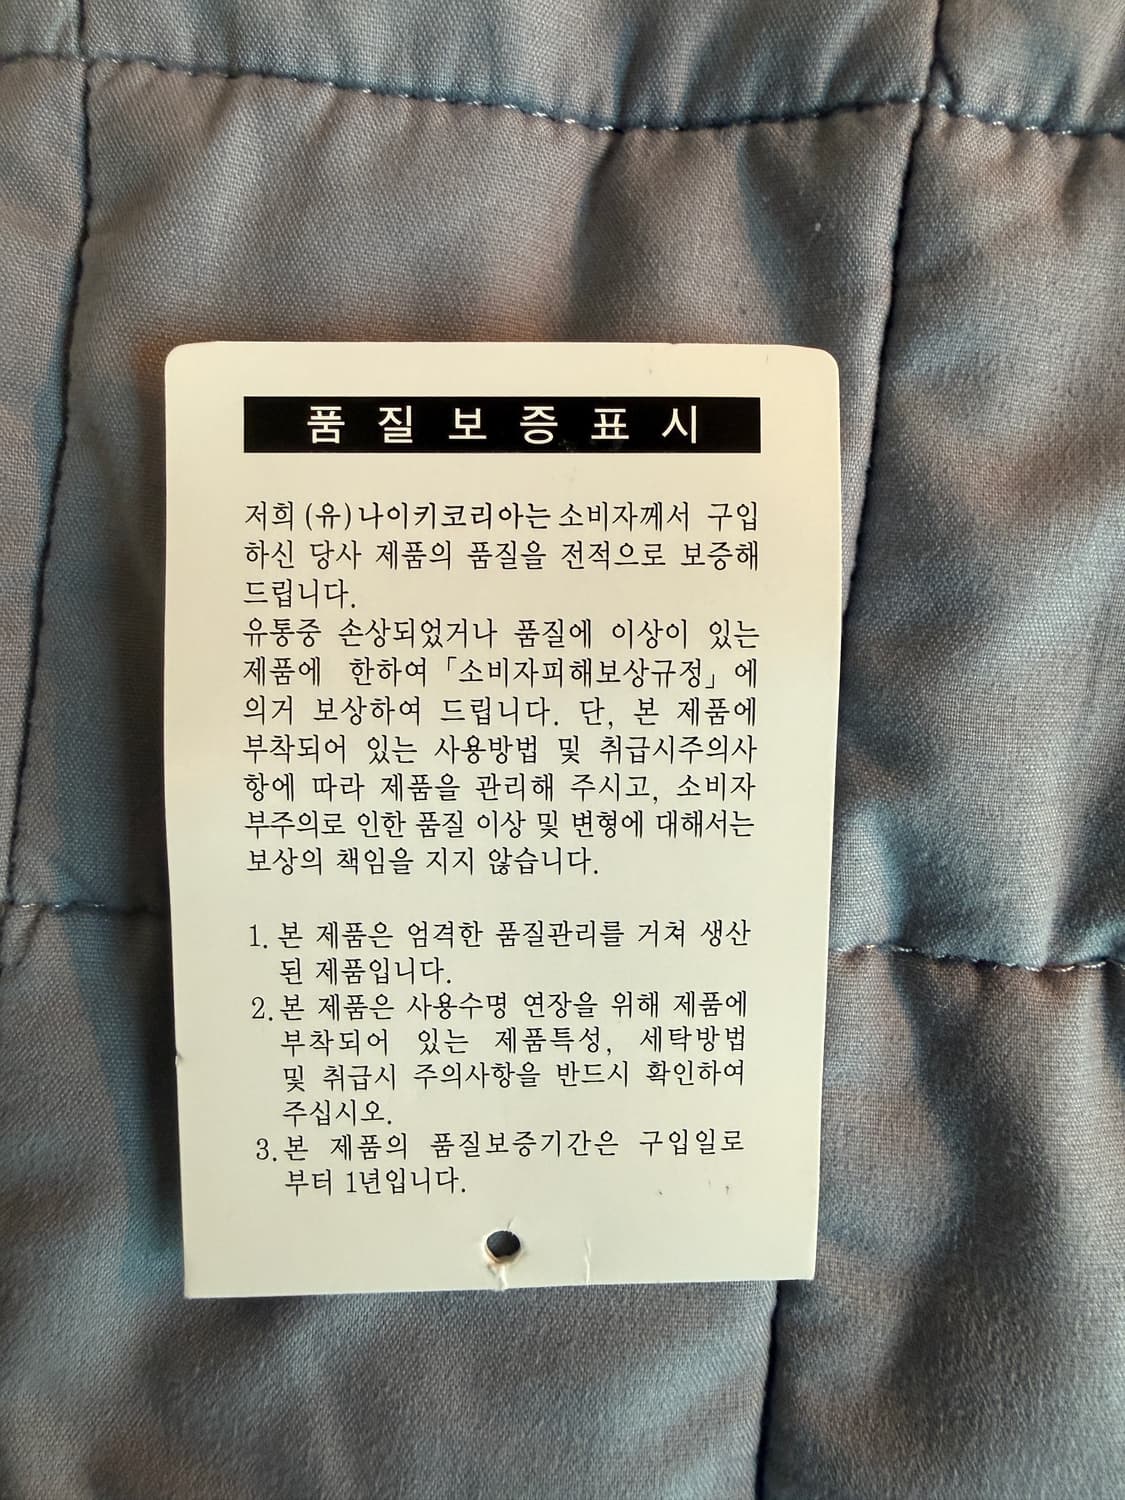 품질보증표시
저희 (유)나이키코리아는 소비자께서 구입
하신 당사 제품의 품질을 전적으로 보증해
드립니다.
유통중 손상되었거나 품질에 이상이 있는
제품에 한하여 「소비자피해보상규정」에
의거 보상하여 드립니다. 단, 본 제품에
부착되어 있는 사용방법 및 취급시주의사
항에 따라 제품을 관리해 주시고, 소비자
부주의로 인한 품질 이상 및 변형에 대해서는
보상의 책임을 지지 않습니다.
1. 본 제품은 엄격한 품질관리를 거쳐 생산
된 제품입니다.
2. 본 제품은 사용수명 연장을 위해 제품에
부착되어 있는 제품특성, 세탁방법
및 취급시 주의사항을 반드시 확인하여
주십시오.
3. 본 제품의 품질보증기간은 구입일로
부터 1년입니다.